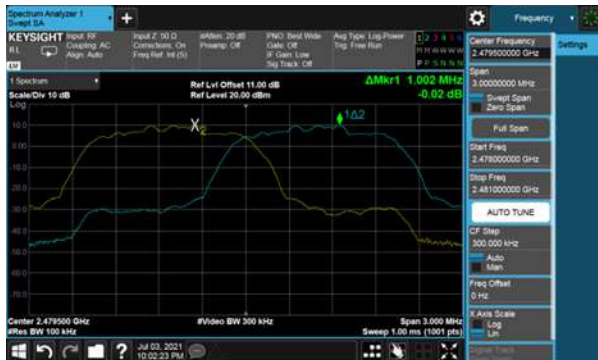 Spectrum Analyzer 1
Swept SA
+
Frequency
KEYSIGHT
RL
Input: RF
Coupling: AC
Align: Auto
Input Z: 50 Ω
Corrections: On
Freq Ref: Int (S)
#Atten: 20 dB
Preamp: Off
PNO: Best Wide
Gate: Off
IF Gain: Low
Sig Track: Off
Avg Type: Log-Power
Trig: Free Run
1 2 3 4 5 6
M W W W W W
P P S N N N
LXI
1 Spectrum
Scale/Div 10 dB
Log
Ref Lvl Offset 11.00 dB
Ref Level 20.00 dBm
ΔMkr1 1.002 MHz
-0.02 dB
10.0
0.00
-10.0
-20.0
-30.0
-40.0
-50.0
-60.0
-70.0
X2
1Δ2
Center 2.479500 GHz
#Res BW 100 kHz
#Video BW 300 kHz
Span 3.000 MHz
Sweep 1.00 ms (1001 pts)
Jul 03, 2021
10:02:23 PM
?
Center Frequency
2.479500000 GHz
Settings
Span
3.00000000 MHz
Swept Span
Zero Span
Full Span
Start Freq
2.478000000 GHz
Stop Freq
2.481000000 GHz
AUTO TUNE
CF Step
300.000 kHz
Auto
Man
Freq Offset
0 Hz
X Axis Scale
Log
Lin
Signal Track